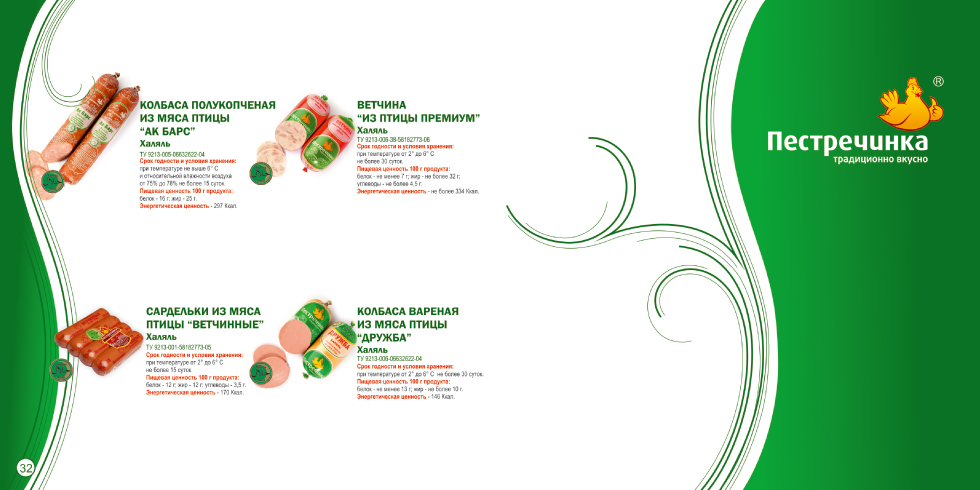 КОЛБАСА ПОЛУКОПЧЕНАЯ
ИЗ МЯСА ПТИЦЫ
“АК БАРС”
Халяль
ТУ 9213-005-06632622-04
Срок годности и условия хранения:
при температуре не выше 6° С
и относительной влажности воздуха
от 75% до 78% не более 15 суток.
Пищевая ценность 100 г продукта:
белок - 16 г; жир - 25 г.
Энергетическая ценность - 297 Ккал.
ВЕТЧИНА
“ИЗ ПТИЦЫ ПРЕМИУМ”
Халяль
ТУ 9213-006-38-58182773-06
Срок годности и условия хранения:
при температуре от 2° до 6° С
не более 30 суток
Пищевая ценность 100 г продукта:
белок - не менее 7 г; жир - не более 32 г;
углеводы - не более 4,5 г.
Энергетическая ценность - не более 334 Ккал.
САРДЕЛЬКИ ИЗ МЯСА
ПТИЦЫ “ВЕТЧИННЫЕ”
Халяль
ТУ 9213-001-58182773-05
Срок годности и условия хранения:
при температуре от 2° до 6° С
не более 15 суток
Пищевая ценность 100 г продукта:
белок - 12 г; жир - 12 г; углеводы - 3,5 г.
Энергетическая ценность - 170 Ккал.
КОЛБАСА ВАРЕНАЯ
ИЗ МЯСА ПТИЦЫ
“ДРУЖБА”
Халяль
ТУ 9213-006-06632622-04
Срок годности и условия хранения:
при температуре от 2° до 6° С не более 30 суток.
Пищевая ценность 100 г продукта:
белок - не менее 13 г; жир - не более 10 г.
Энергетическая ценность - 146 Ккал.
ДРУЖБА
32
®
Пестречинка
традиционно вкусно